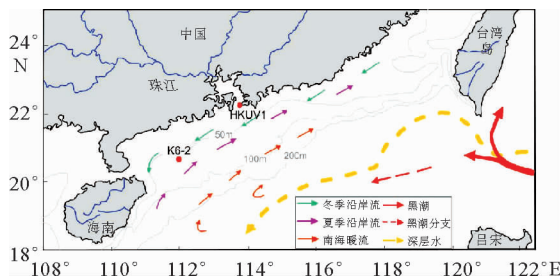 24°
N
22°
20°
18°
中国
珠江
HKUV1
台湾
岛
50m
K6-2
100m
200m
海南
吕宋
冬季沿岸流
黑潮
夏季沿岸流
黑潮分支
南海暖流
深层水
108
110
112
114
116
118
120
122°E